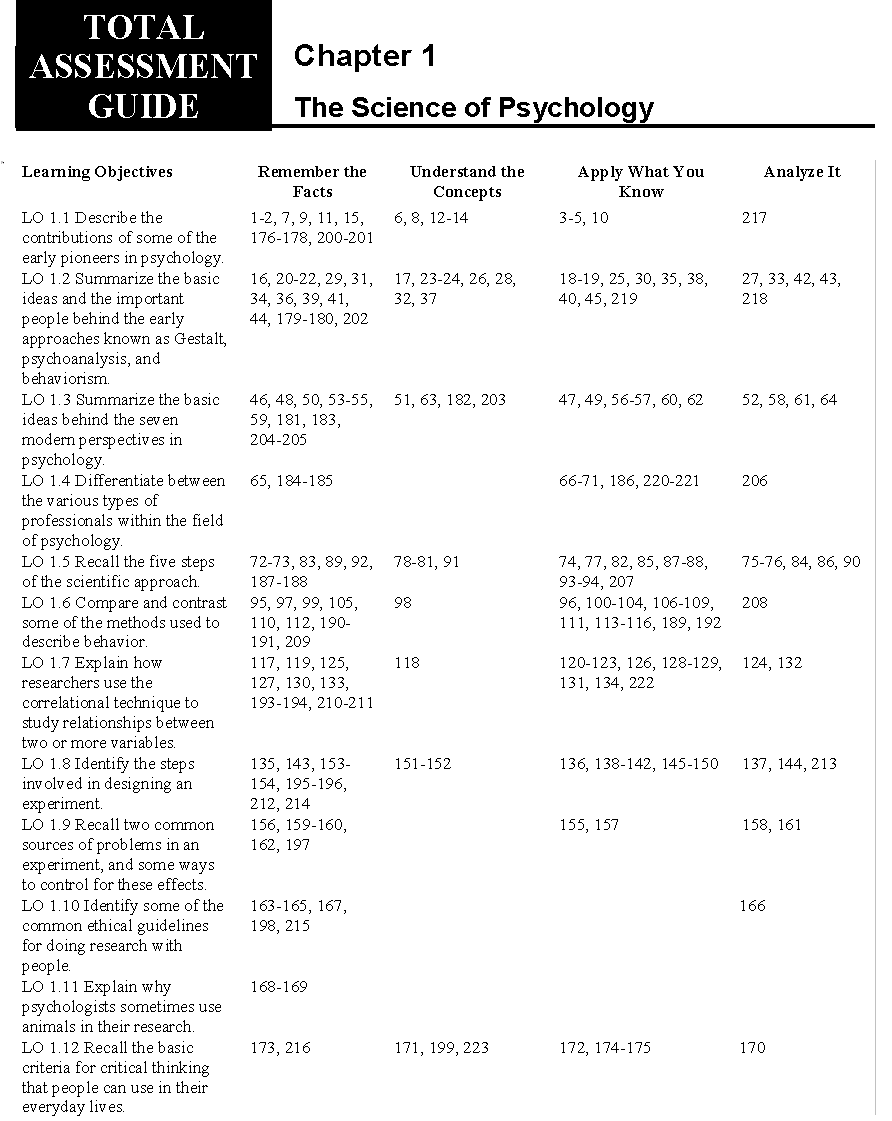 TOTAL
ASSESSMENT
GUIDE
Chapter 1
The Science of Psychology
Learning Objectives Remember the Facts Understand the Concepts Apply What You Know Analyze It
LO 1.1 Describe the 1-2, 7, 9, 11, 15, 6, 8, 12-14 3-5, 10 217
contributions of some of the 176-178, 200-201
early pioneers in psychology.
LO 1.2 Summarize the basic 16, 20-22, 29, 31, 17, 23-24, 26, 28, 18-19, 25, 30, 35, 38, 27, 33, 42, 43,
ideas and the important 34, 36, 39, 41, 32, 37 40, 45, 219 218
people behind the early 44, 179-180, 202
approaches known as Gestalt,
psychoanalysis, and
behaviorism.
LO 1.3 Summarize the basic 46, 48, 50, 53-55, 51, 63, 182, 203 47, 49, 56-57, 60, 62 52, 58, 61, 64
ideas behind the seven 59, 181, 183,
modern perspectives in 204-205
psychology.
LO 1.4 Differentiate between 65, 184-185 66-71, 186, 220-221 206
the various types of
professionals within the field
of psychology.
LO 1.5 Recall the five steps 72-73, 83, 89, 92, 78-81, 91 74, 77, 82, 85, 87-88, 75-76, 84, 86, 90
of the scientific approach. 187-188 93-94, 207
LO 1.6 Compare and contrast 95, 97, 99, 105, 98 96, 100-104, 106-109, 208
some of the methods used to 110, 112, 190- 111, 113-116, 189, 192
describe behavior. 191, 209
LO 1.7 Explain how 117, 119, 125, 118 120-123, 126, 128-129, 124, 132
researchers use the 127, 130, 133, 131, 134, 222
correlational technique to 193-194, 210-211
study relationships between
two or more variables.
LO 1.8 Identify the steps 135, 143, 153- 151-152 136, 138-142, 145-150 137, 144, 213
involved in designing an 154, 195-196,
experiment. 212, 214
LO 1.9 Recall two common 156, 159-160, 155, 157 158, 161
sources of problems in an 162, 197
experiment, and some ways
to control for these effects.
LO 1.10 Identify some of the 163-165, 167, 166
common ethical guidelines 198, 215
for doing research with
people.
LO 1.11 Explain why 168-169
psychologists sometimes use
animals in their research.
LO 1.12 Recall the basic 173, 216 171, 199, 223 172, 174-175 170
criteria for critical thinking
that people can use in their
everyday lives.